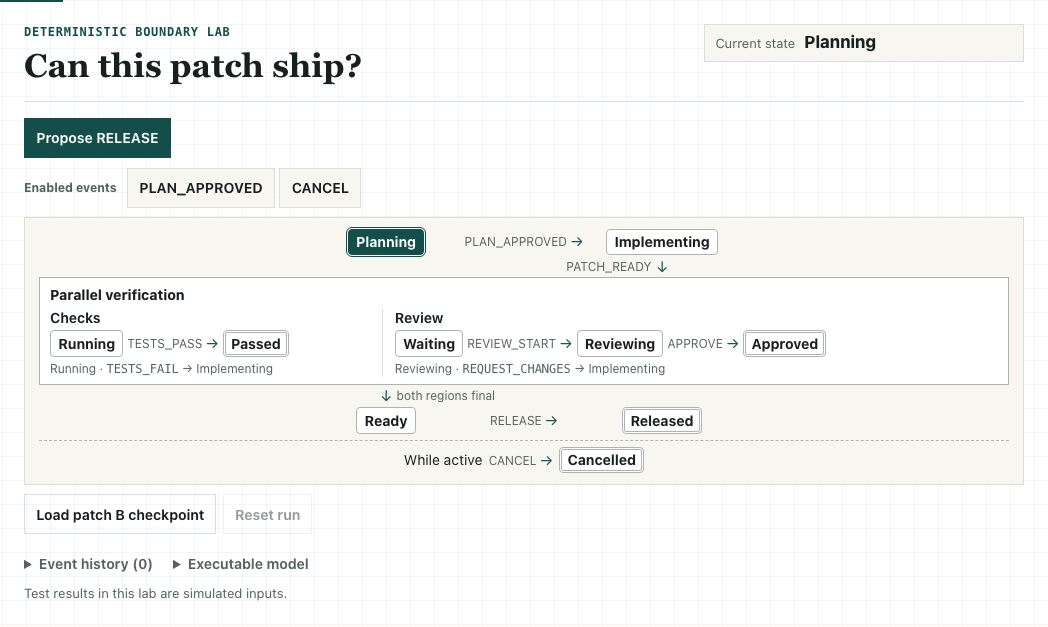 DETERMINISTIC BOUNDARY LAB
Can this patch ship?
Current state Planning
Propose RELEASE
Enabled events PLAN_APPROVED CANCEL
Planning PLAN_APPROVED → Implementing
PATCH_READY ↓
Parallel verification
Checks
Running TESTS_PASS → Passed
Running · TESTS_FAIL → Implementing
Review
Waiting REVIEW_START → Reviewing APPROVE → Approved
Reviewing · REQUEST_CHANGES → Implementing
↓ both regions final
Ready RELEASE → Released
While active CANCEL → Cancelled
Load patch B checkpoint Reset run
▶ Event history (0) ▶ Executable model
Test results in this lab are simulated inputs.